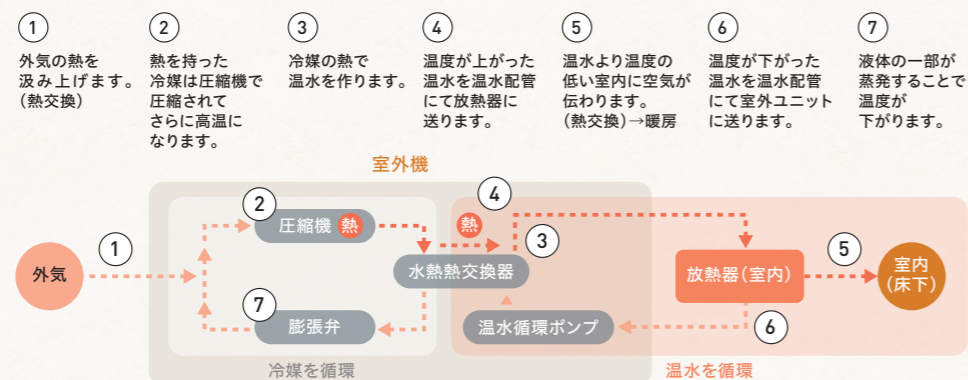 ①
外気の熱を
汲み上げます。
(熱交換)
②
熱を持った
冷媒は圧縮機で
圧縮されて
さらに高温に
なります。
③
冷媒の熱で
温水を作ります。
④
温度が上がった
温水を温水配管
にて放熱器に
送ります。
⑤
温水より温度の
低い室内に空気が
伝わります。
(熱交換)→暖房
⑥
温度が下がった
温水を温水配管
にて室外ユニット
に送ります。
⑦
液体の一部が
蒸発することで
温度が
下がります。
室外機
外気
①
②
圧縮機 熱
熱
④
③
水熱熱交換器
⑦
膨張弁
温水循環ポンプ
放熱器(室内)
⑤
室内
(床下)
⑥
冷媒を循環
温水を循環